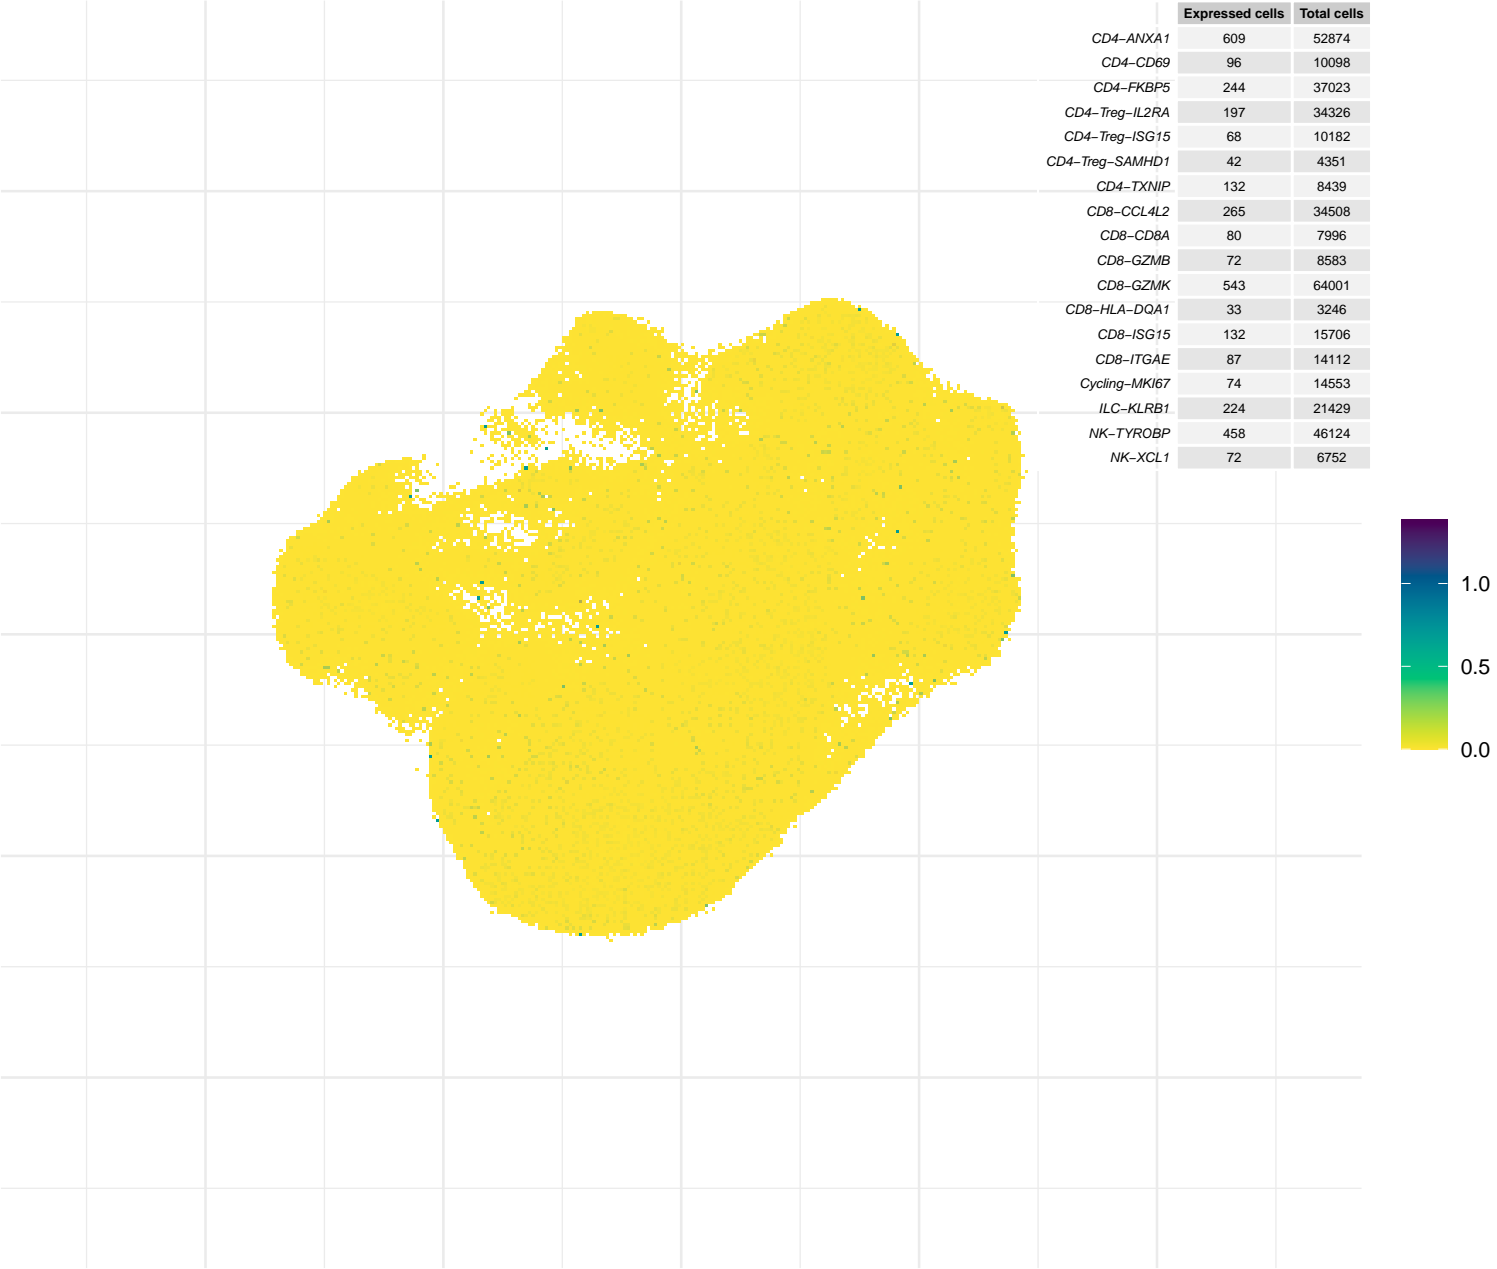 Expressed cells Total cells
CD4−ANXA1 609 52874
CD4−CD69 96 10098
CD4−FKBP5 244 37023
CD4−Treg−IL2RA 197 34326
CD4−Treg−ISG15 68 10182
CD4−Treg−SAMHD1 42 4351
CD4−TXNIP 132 8439
CD8−CCL4L2 265 34508
CD8−CD8A 80 7996
CD8−GZMB 72 8583
CD8−GZMK 543 64001
CD8−HLA−DQA1 33 3246
CD8−ISG15 132 15706
CD8−ITGAE 87 14112
Cycling−MKI67 74 14553
ILC−KLRB1 224 21429
NK−TYROBP 458 46124
NK−XCL1 72 6752
1.0
0.5
0.0